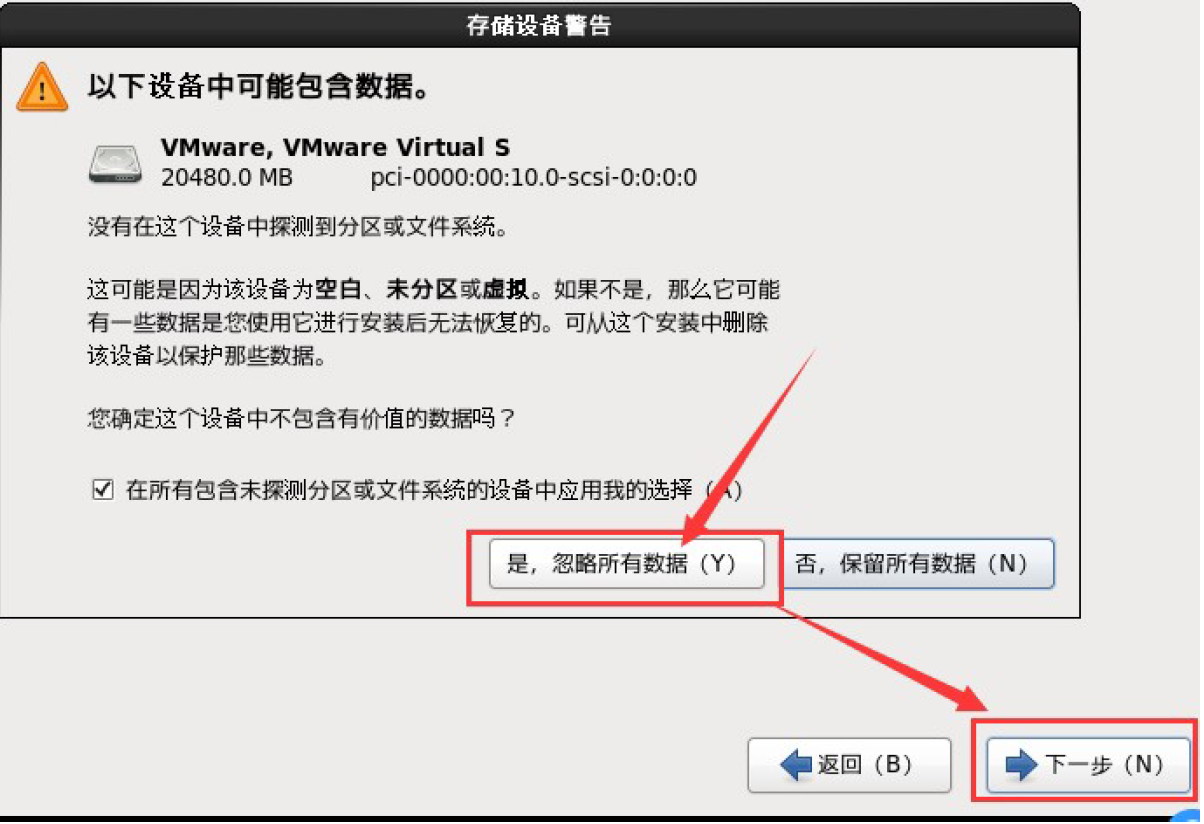 存储设备警告
以下设备中可能包含数据。
VMware, VMware Virtual S
20480.0 MB pci-0000:00:10.0-scsi-0:0:0:0
没有在这个设备中探测到分区或文件系统。
这可能是因为该设备为空白、未分区或虚拟。如果不是，那么它可能
有一些数据是您使用它进行安装后无法恢复的。可从这个安装中删除
该设备以保护那些数据。
您确定这个设备中不包含有价值的数据吗？
在所有包含未探测分区或文件系统的设备中应用我的选择（A）
是，忽略所有数据（Y） 否，保留所有数据（N）
返回（B） 下一步（N）